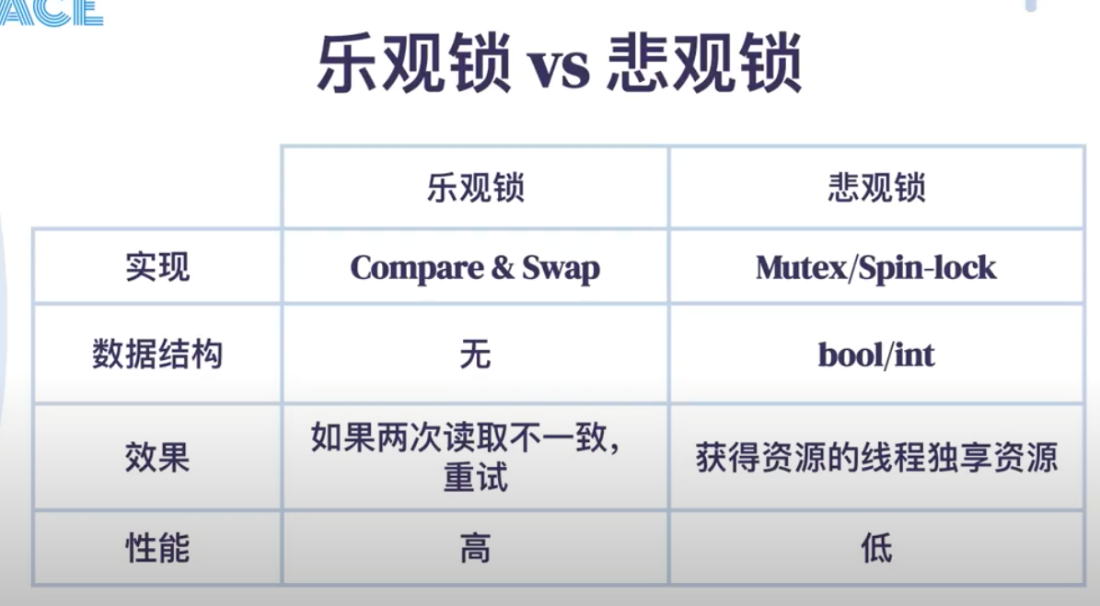 ACE
乐观锁 vs 悲观锁
乐观锁 悲观锁
实现 Compare & Swap Mutex/Spin-lock
数据结构 无 bool/int
效果 如果两次读取不一致，
重试 获得资源的线程独享资源
性能 高 低